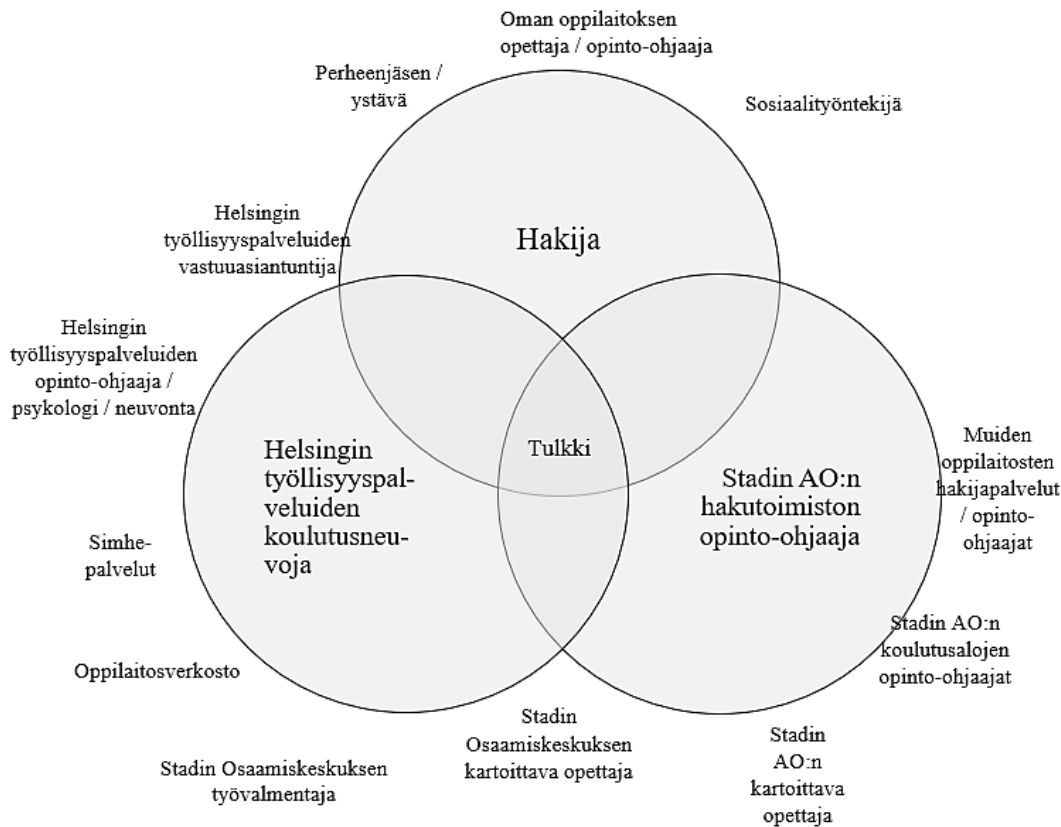 Oman oppilaitoksen
opettaja / opinto-ohjaaja
Perheenjäsen /
ystävä
Sosiaalityöntekijä
Helsingin
työllisyyspalveluiden
vastuuasiantuntija
Hakija
Helsingin
työllisyyspalveluiden
opinto-ohjaaja /
psykologi / neuvonta
Helsingin
työllisyyspal-
veluiden
koulutusneu-
voja
Tulkki
Stadin AO:n
hakutoimiston
opinto-ohjaaja
Muiden
oppilaitosten
hakijapalvelut
/ opinto-
ohjaajat
Simhe-
palvelut
Stadin AO:n
koulutusalojen
opinto-ohjaajat
Oppilaitosverkosto
Stadin
Osaamiskeskuksen
kartoittava opettaja
Stadin
AO:n
kartoittava
opettaja
Stadin Osaamiskeskuksen
työvalmentaja